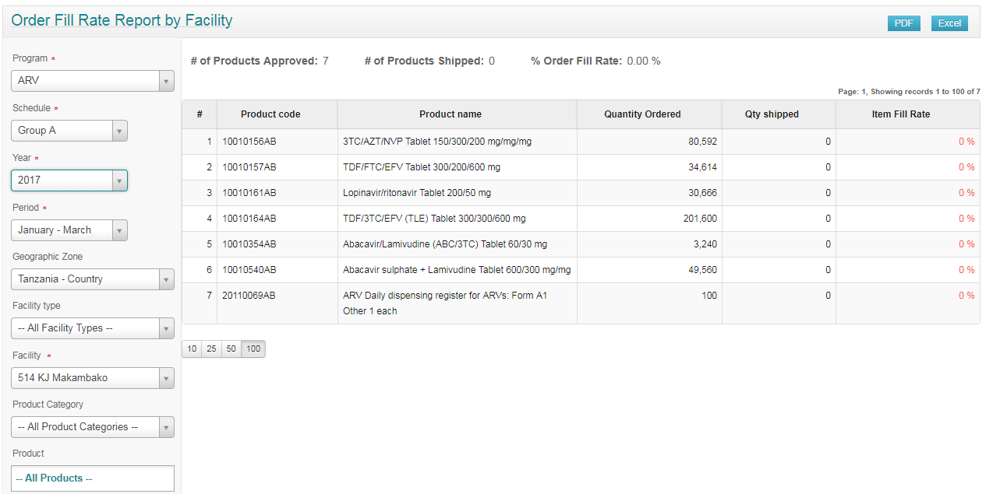 Order Fill Rate Report by Facility
PDF Excel
Program *
ARV
Schedule *
Group A
Year *
2017
Period *
January - March
Geographic Zone
Tanzania - Country
Facility type
-- All Facility Types --
Facility *
514 KJ Makambako
Product Category
-- All Product Categories --
Product
-- All Products --
# of Products Approved: 7 # of Products Shipped: 0 % Order Fill Rate: 0.00 %
Page: 1, Showing records 1 to 100 of 7
# Product code Product name Quantity Ordered Qty shipped Item Fill Rate
1 10010156AB 3TC/AZT/NVP Tablet 150/300/200 mg/mg/mg 80,592 0 0 %
2 10010157AB TDF/FTC/EFV Tablet 300/200/600 mg 34,614 0 0 %
3 10010161AB Lopinavir/ritonavir Tablet 200/50 mg 30,666 0 0 %
4 10010164AB TDF/3TC/EFV (TLE) Tablet 300/300/600 mg 201,600 0 0 %
5 10010354AB Abacavir/Lamivudine (ABC/3TC) Tablet 60/30 mg 3,240 0 0 %
6 10010540AB Abacavir sulphate + Lamivudine Tablet 600/300 mg/mg 49,560 0 0 %
7 20110069AB ARV Daily dispensing register for ARVs: Form A1 100 0 0 %
Other 1 each
10 25 50 100